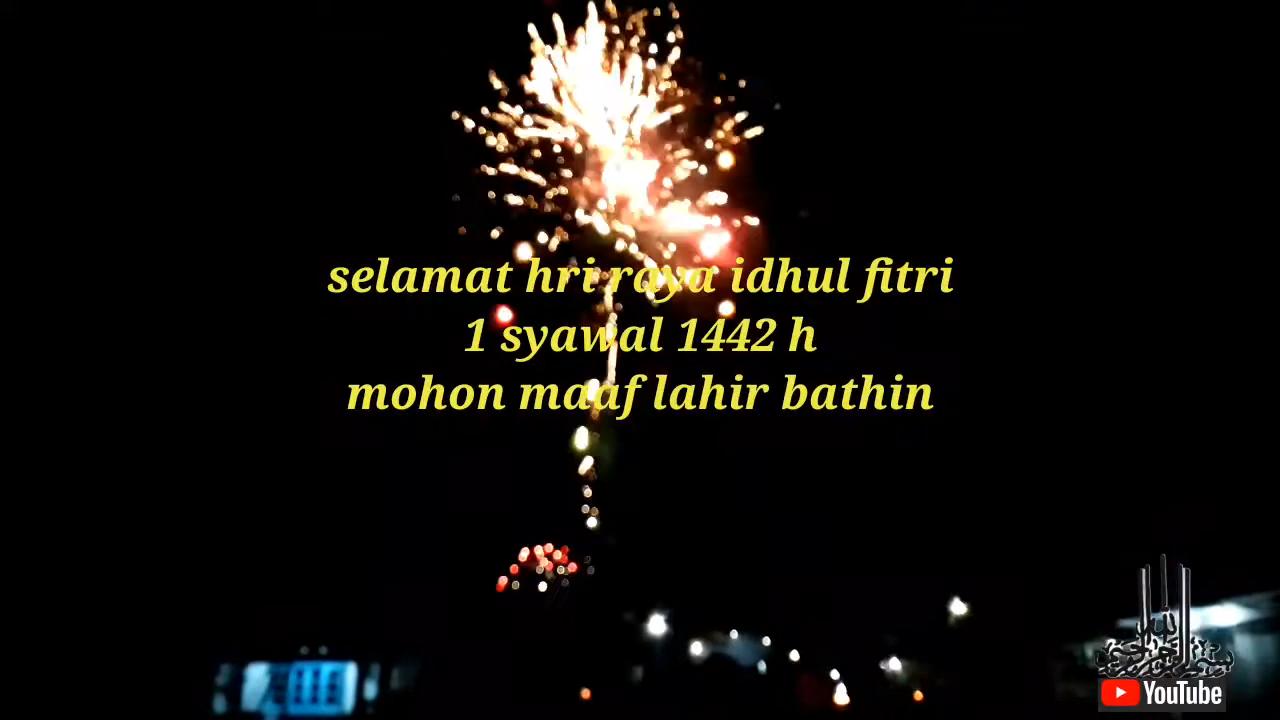 selamat hri raya idhul fitri
1 syawal 1442 h
mohon maaf lahir bathin
YouTube